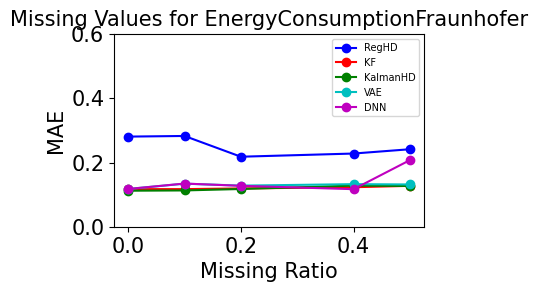 Missing Values for EnergyConsumptionFraunhofer
0.6
0.4
0.2
0.0
MAE
RegHD
KF
KalmanHD
VAE
DNN
0.0 0.2 0.4
Missing Ratio